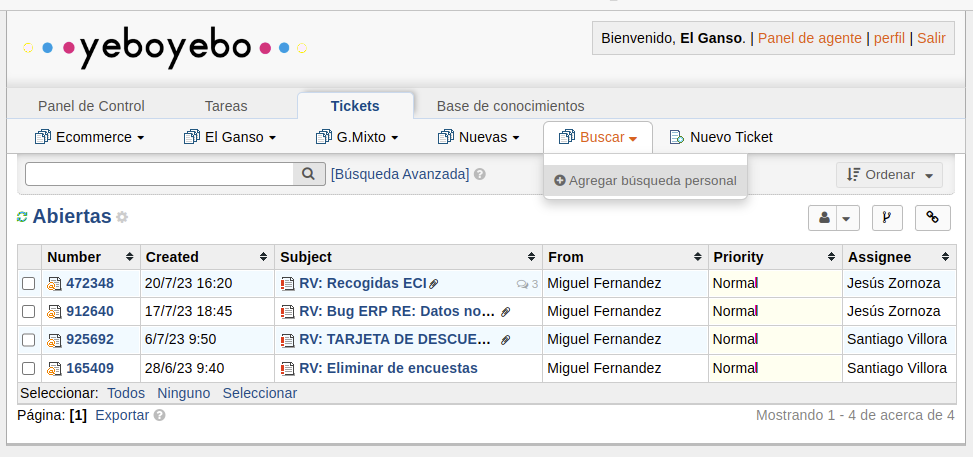 yeboyebo
Bienvenido, El Ganso. | Panel de agente | perfil | Salir
Panel de Control Tareas Tickets Base de conocimientos
Ecommerce El Ganso G.Mixto Nuevas Buscar Nuevo Ticket
[Búsqueda Avanzada] Agregar búsqueda personal Ordenar
Abiertas
Number Created Subject From Priority Assignee
472348 20/7/23 16:20 RV: Recogidas ECI 3 Miguel Fernandez Normal Jesús Zornoza
912640 17/7/23 18:45 RV: Bug ERP RE: Datos no... Miguel Fernandez Normal Jesús Zornoza
925692 6/7/23 9:50 RV: TARJETA DE DESCUE... Miguel Fernandez Normal Santiago Villora
165409 28/6/23 9:40 RV: Eliminar de encuestas Miguel Fernandez Normal Santiago Villora
Seleccionar: Todos Ninguno Seleccionar
Página: [1] Exportar Mostrando 1 - 4 de acerca de 4